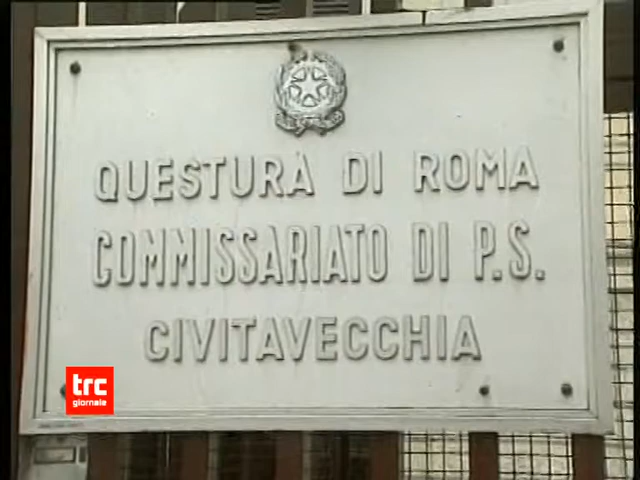 QUESTURA DI ROMA
COMMISSARIATO DI P.S.
CIVITAVECCHIA
trc
giornale